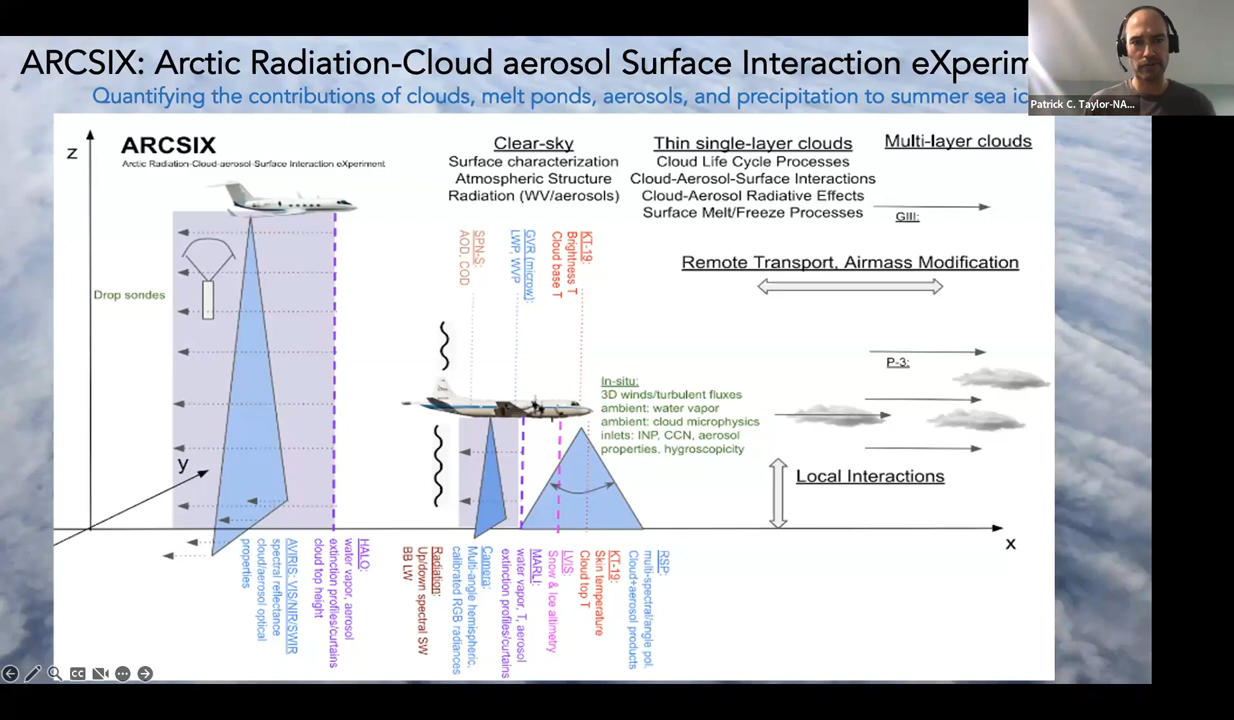 ARCSIX: Arctic Radiation-Cloud aerosol Surface Interaction eXperim
Quantifying the contributions of clouds, melt ponds, aerosols, and precipitation to summer sea ic
Patrick C. Taylor-NA...
z
ARCSIX
Arctic Radiation-Cloud-aerosol-Surface Interaction eXperiment
Clear-sky
Surface characterization
Atmospheric Structure
Radiation (WV/aerosols)
Thin single-layer clouds
Cloud Life Cycle Processes
Cloud-Aerosol-Surface Interactions
Cloud-Aerosol Radiative Effects
Surface Melt/Freeze Processes
Multi-layer clouds
GIII:
Remote Transport, Airmass Modification
Drop sondes
SPN-S:
AOD, COD
GVR (microw):
LWP, WVP
KT-19:
Brightness T
Cloud base T
P-3:
In-situ:
3D winds/turbulent fluxes
ambient: water vapor
ambient: cloud microphysics
inlets: INP, CCN, aerosol
properties, hygroscopicity
Local Interactions
y
x
AVIRIS: VIS/NIR/SWIR
spectral reflectance
cloud/aerosol optical
properties
HALO:
water vapor, aerosol
extinction profiles/curtains
cloud top height
Radiation:
Up/down spectral SW
BB LW
Camera:
Multi-angle hemispheric,
calibrated RGB radiances
MARLI:
water vapor, T, aerosol
extinction profiles/curtains
LVIS:
Snow & Ice altimetry
KT-19:
Skin temperature
Cloud top T
RSP:
multi-spectral/angle pol.
Cloud+aerosol products
CC